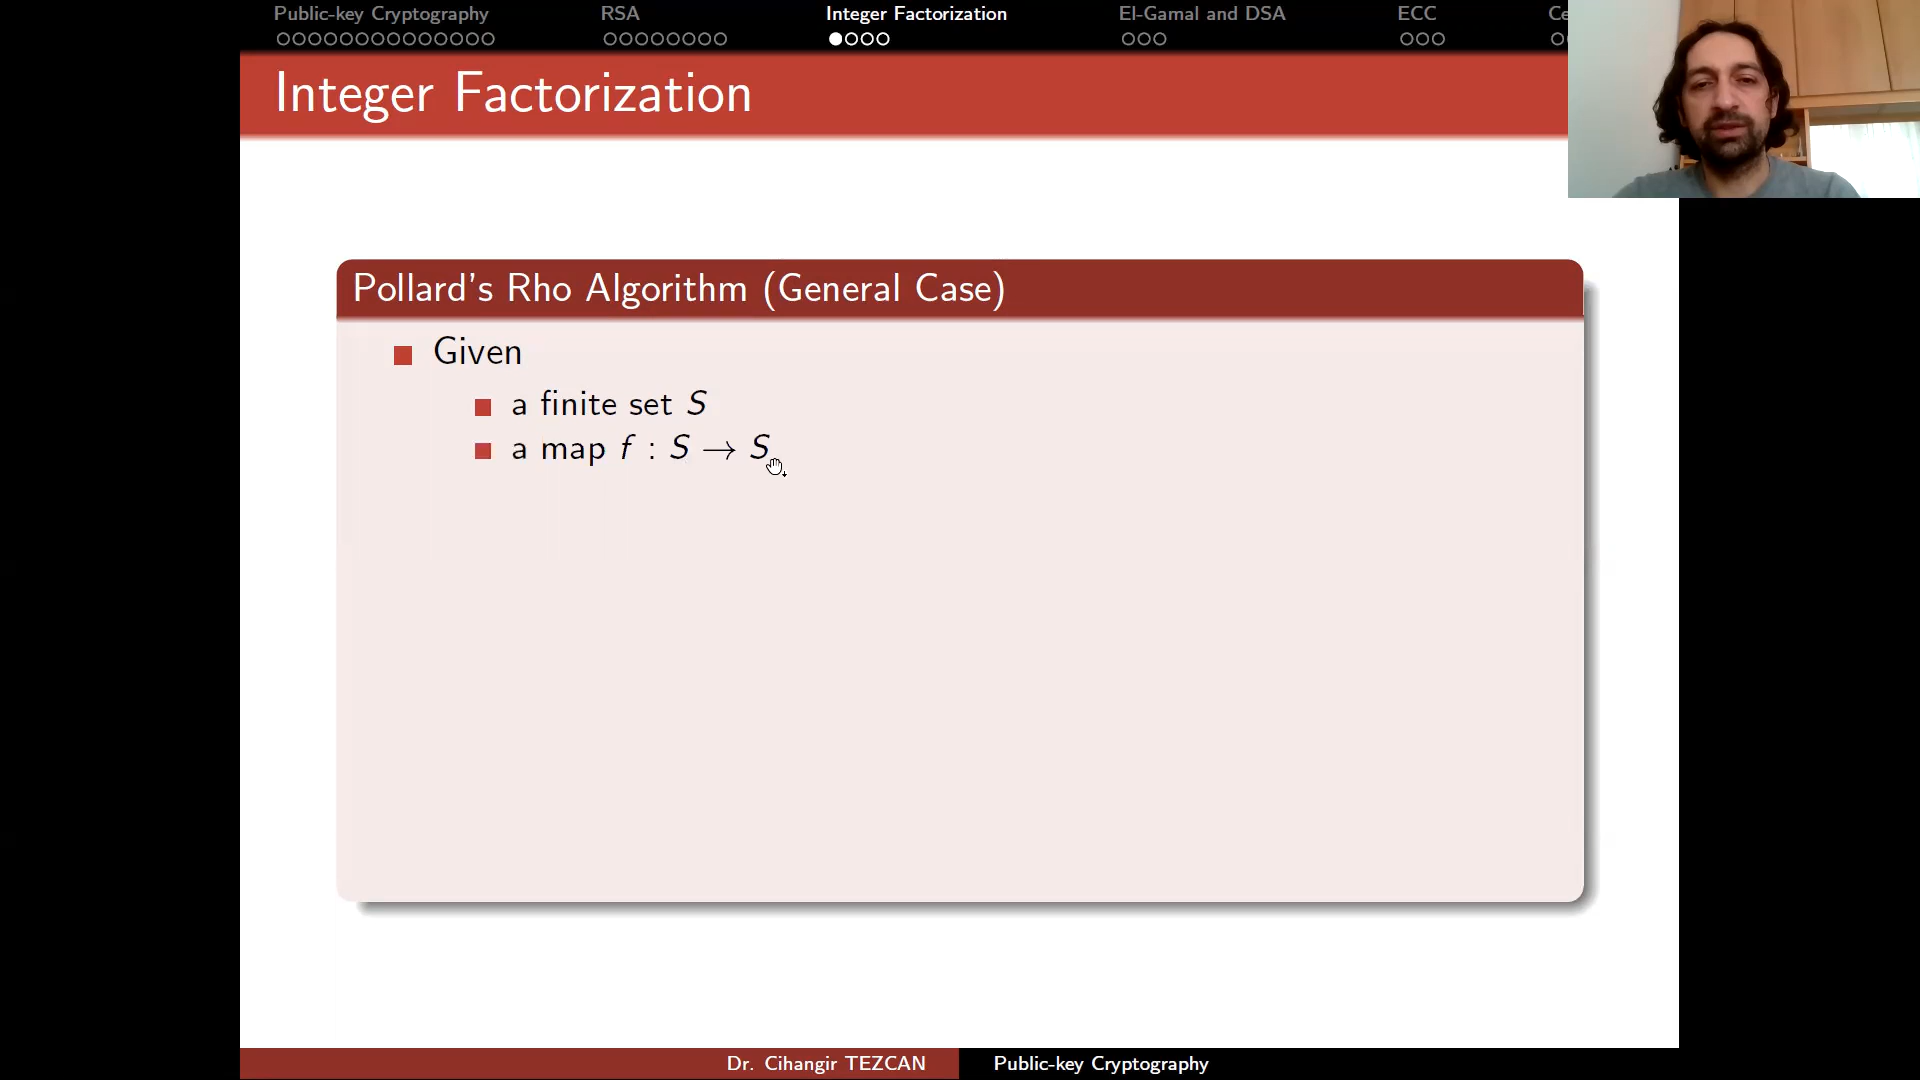 Public-key Cryptography RSA Integer Factorization El-Gamal and DSA ECC Ce
Integer Factorization
Pollard's Rho Algorithm (General Case)
Given
a finite set S
a map f : S → S
Dr. Cihangir TEZCAN Public-key Cryptography